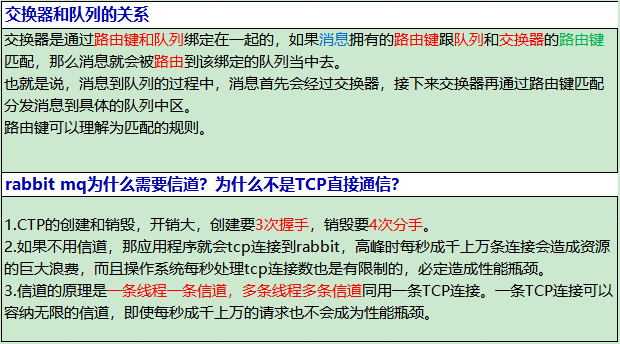 交换器和队列的关系
交换器是通过路由键和队列绑定在一起的，如果消息拥有的路由键跟队列和交换器的路由键
匹配，那么消息就会被路由到该绑定的队列当中去。
也就是说，消息到队列的过程中，消息首先会经过交换器，接下来交换器再通过路由键匹配
分发消息到具体的队列中区。
路由键可以理解为匹配的规则。
rabbit mq为什么需要信道？为什么不是TCP直接通信？
1.CTP的创建和销毁，开销大，创建要3次握手，销毁要4次分手。
2.如果不用信道，那应用程序就会tcp连接到rabbit，高峰时每秒成千上万条连接会造成资源
的巨大浪费，而且操作系统每秒处理tcp连接数也是有限制的，必定造成性能瓶颈。
3.信道的原理是一条线程一条信道，多条线程多条信道同用一条TCP连接。一条TCP连接可以
容纳无限的信道，即使每秒成千上万的请求也不会成为性能瓶颈。